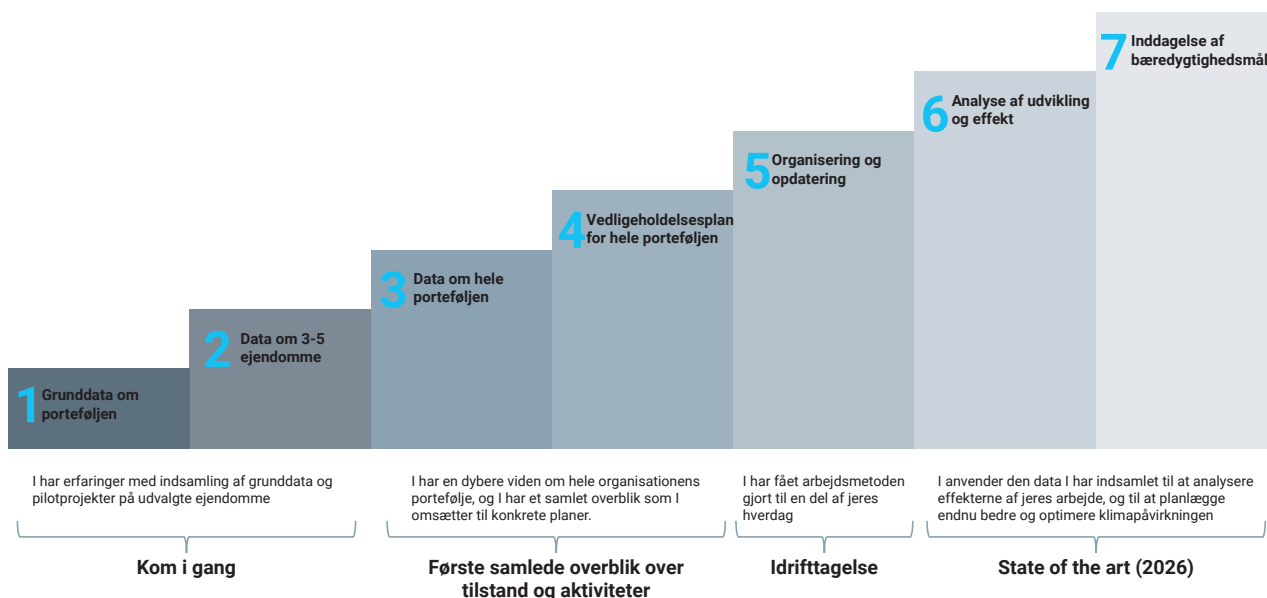 1 Grunddata om
porteføljen
2 Data om 3-5
ejendomme
3 Data om hele
porteføljen
4 Vedligeholdelsesplan
for hele porteføljen
5 Organisering og
opdatering
6 Analyse af udvikling
og effekt
7 Inddagelse af
bæredygtighedsmål
I har erfaringer med indsamling af grunddata og
pilotprojekter på udvalgte ejendomme
Kom i gang
I har en dybere viden om hele organisationens
portefølje, og I har et samlet overblik som I
omsætter til konkrete planer.
Første samlede overblik over
tilstand og aktiviteter
I har fået arbejdsmetoden
gjort til en del af jeres
hverdag
Idrifttagelse
I anvender den data I har indsamlet til at analysere
effekterne af jeres arbejde, og til at planlægge
endnu bedre og optimere klimapåvirkningen
State of the art (2026)